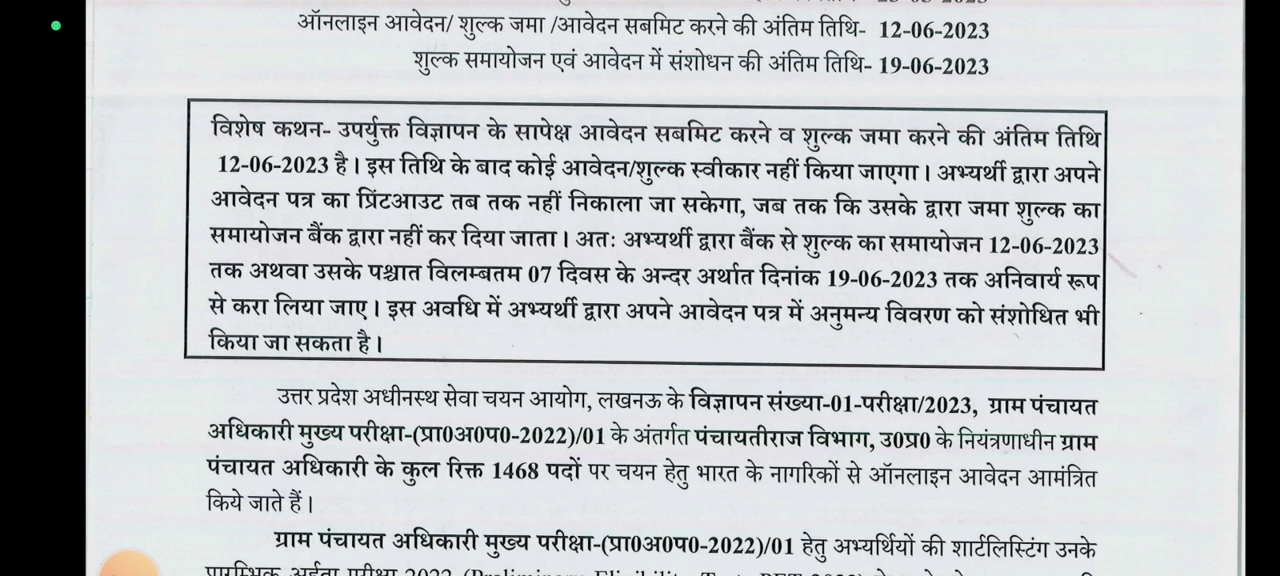 ऑनलाइन आवेदन/ शुल्क जमा /आवेदन सबमिट करने की अंतिम तिथि- 12-06-2023
शुल्क समायोजन एवं आवेदन में संशोधन की अंतिम तिथि- 19-06-2023
विशेष कथन- उपर्युक्त विज्ञापन के सापेक्ष आवेदन सबमिट करने व शुल्क जमा करने की अंतिम तिथि
12-06-2023 है। इस तिथि के बाद कोई आवेदन/शुल्क स्वीकार नहीं किया जाएगा। अभ्यर्थी द्वारा अपने
आवेदन पत्र का प्रिंटआउट तब तक नहीं निकाला जा सकेगा, जब तक कि उसके द्वारा जमा शुल्क का
समायोजन बैंक द्वारा नहीं कर दिया जाता। अतः अभ्यर्थी द्वारा बैंक से शुल्क का समायोजन 12-06-2023
तक अथवा उसके पश्चात विलम्बतम 07 दिवस के अन्दर अर्थात दिनांक 19-06-2023 तक अनिवार्य रूप
से करा लिया जाए। इस अवधि में अभ्यर्थी द्वारा अपने आवेदन पत्र में अनुमन्य विवरण को संशोधित भी
किया जा सकता है।
उत्तर प्रदेश अधीनस्थ सेवा चयन आयोग, लखनऊ के विज्ञापन संख्या-01-परीक्षा/2023, ग्राम पंचायत
अधिकारी मुख्य परीक्षा-(प्रा0अ0प0-2022)/01 के अंतर्गत पंचायतीराज विभाग, उ0प्र0 के नियंत्रणाधीन ग्राम
पंचायत अधिकारी के कुल रिक्त 1468 पदों पर चयन हेतु भारत के नागरिकों से ऑनलाइन आवेदन आमंत्रित
किये जाते हैं।
ग्राम पंचायत अधिकारी मुख्य परीक्षा-(प्रा0अ0प0-2022)/01 हेतु अभ्यर्थियों की शार्टलिस्टिंग उनके